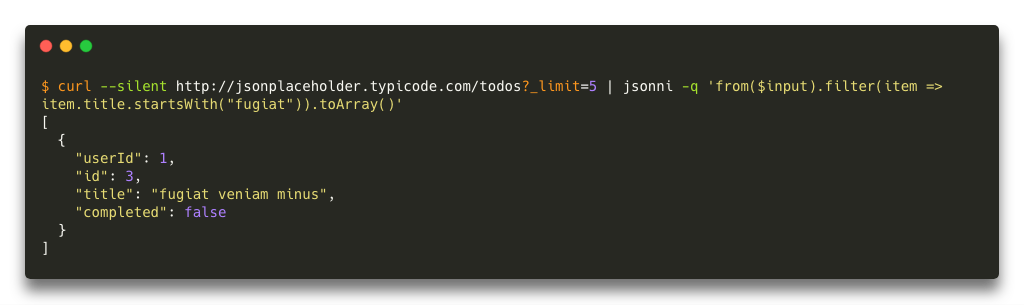 $ curl --silent http://jsonplaceholder.typicode.com/todos?_limit=5 | jsonni -q 'from($input).filter(item =>
item.title.startsWith("fugiat")).toArray()'
[
  {
    "userId": 1,
    "id": 3,
    "title": "fugiat veniam minus",
    "completed": false
  }
]